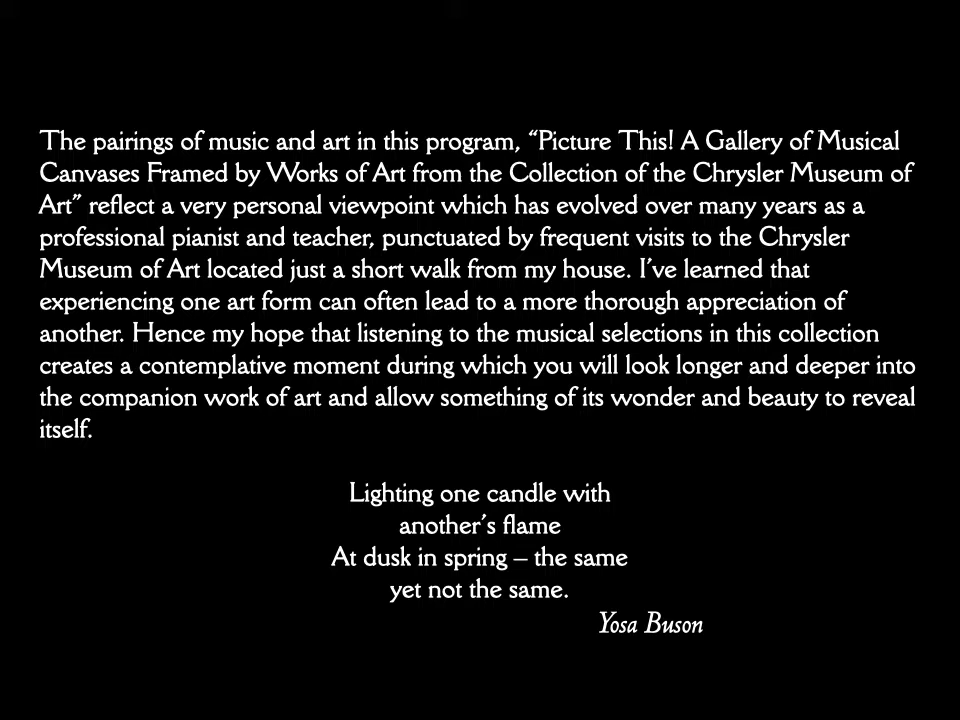 The pairings of music and art in this program, “Picture This! A Gallery of Musical
Canvases Framed by Works of Art from the Collection of the Chrysler Museum of
Art” reflect a very personal viewpoint which has evolved over many years as a
professional pianist and teacher, punctuated by frequent visits to the Chrysler
Museum of Art located just a short walk from my house. I’ve learned that
experiencing one art form can often lead to a more thorough appreciation of
another. Hence my hope that listening to the musical selections in this collection
creates a contemplative moment during which you will look longer and deeper into
the companion work of art and allow something of its wonder and beauty to reveal
itself.
Lighting one candle with
another’s flame
At dusk in spring – the same
yet not the same.
Yosa Buson